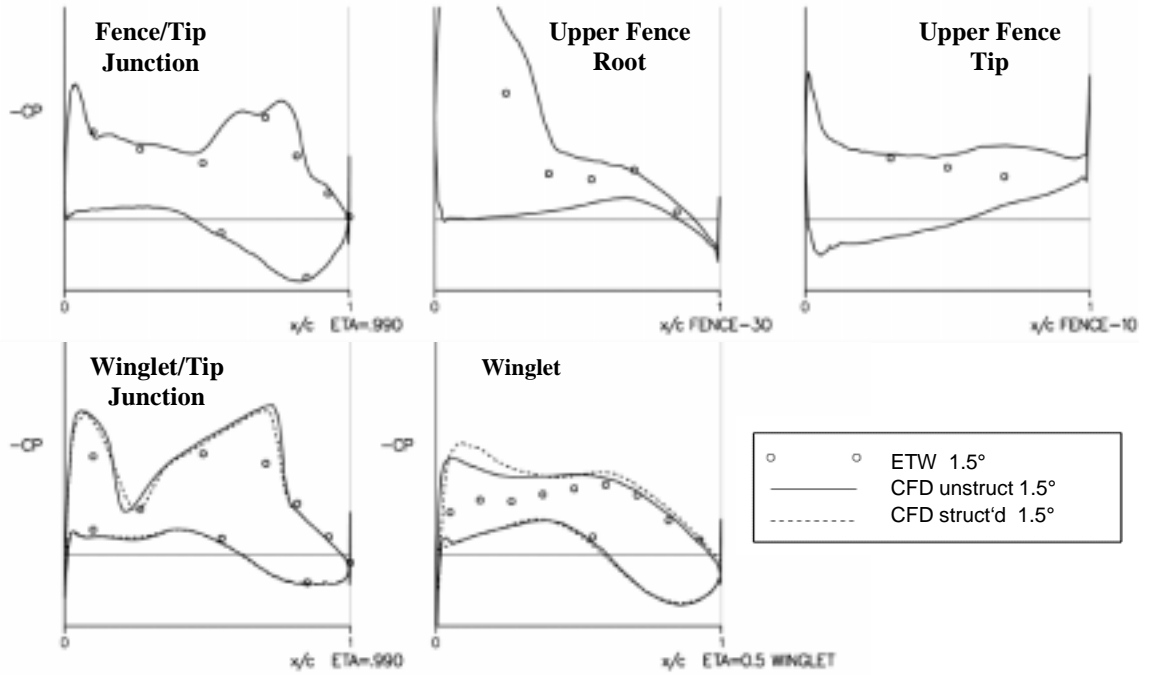 Fence/Tip
Junction
-CP
0
1
x/c ETA=.990
Upper Fence
Root
0
1
x/c FENCE-30
Upper Fence
Tip
0
1
x/c FENCE-10
Winglet/Tip
Junction
-CP
0
1
x/c ETA=.990
Winglet
-CP
0
1
x/c ETA=0.5 WINGLET
ETW 1.5°
CFD unstruct 1.5°
CFD struct‘d 1.5°